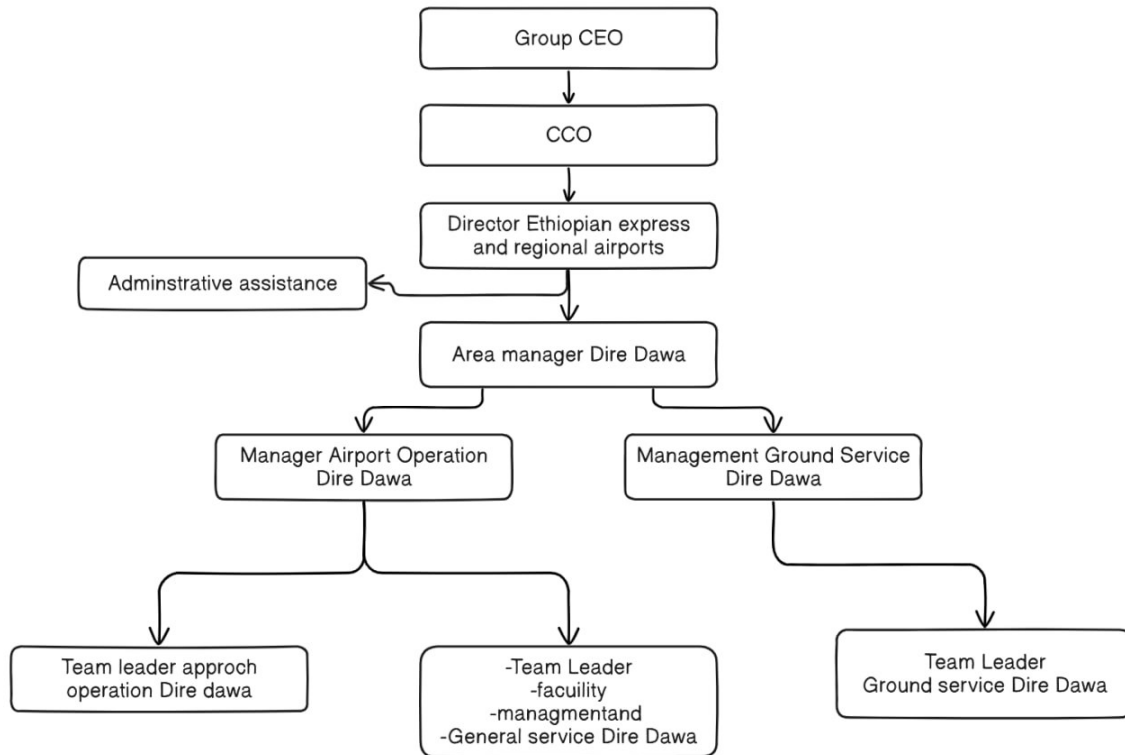 Group CEO
CCO
Director Ethiopian express
and regional airports
Adminstrative assistance
Area manager Dire Dawa
Manager Airport Operation
Dire Dawa
Management Ground Service
Dire Dawa
Team leader approch
operation Dire dawa
-Team Leader
-facuility
-managmentand
-General service Dire Dawa
Team Leader
Ground service Dire Dawa